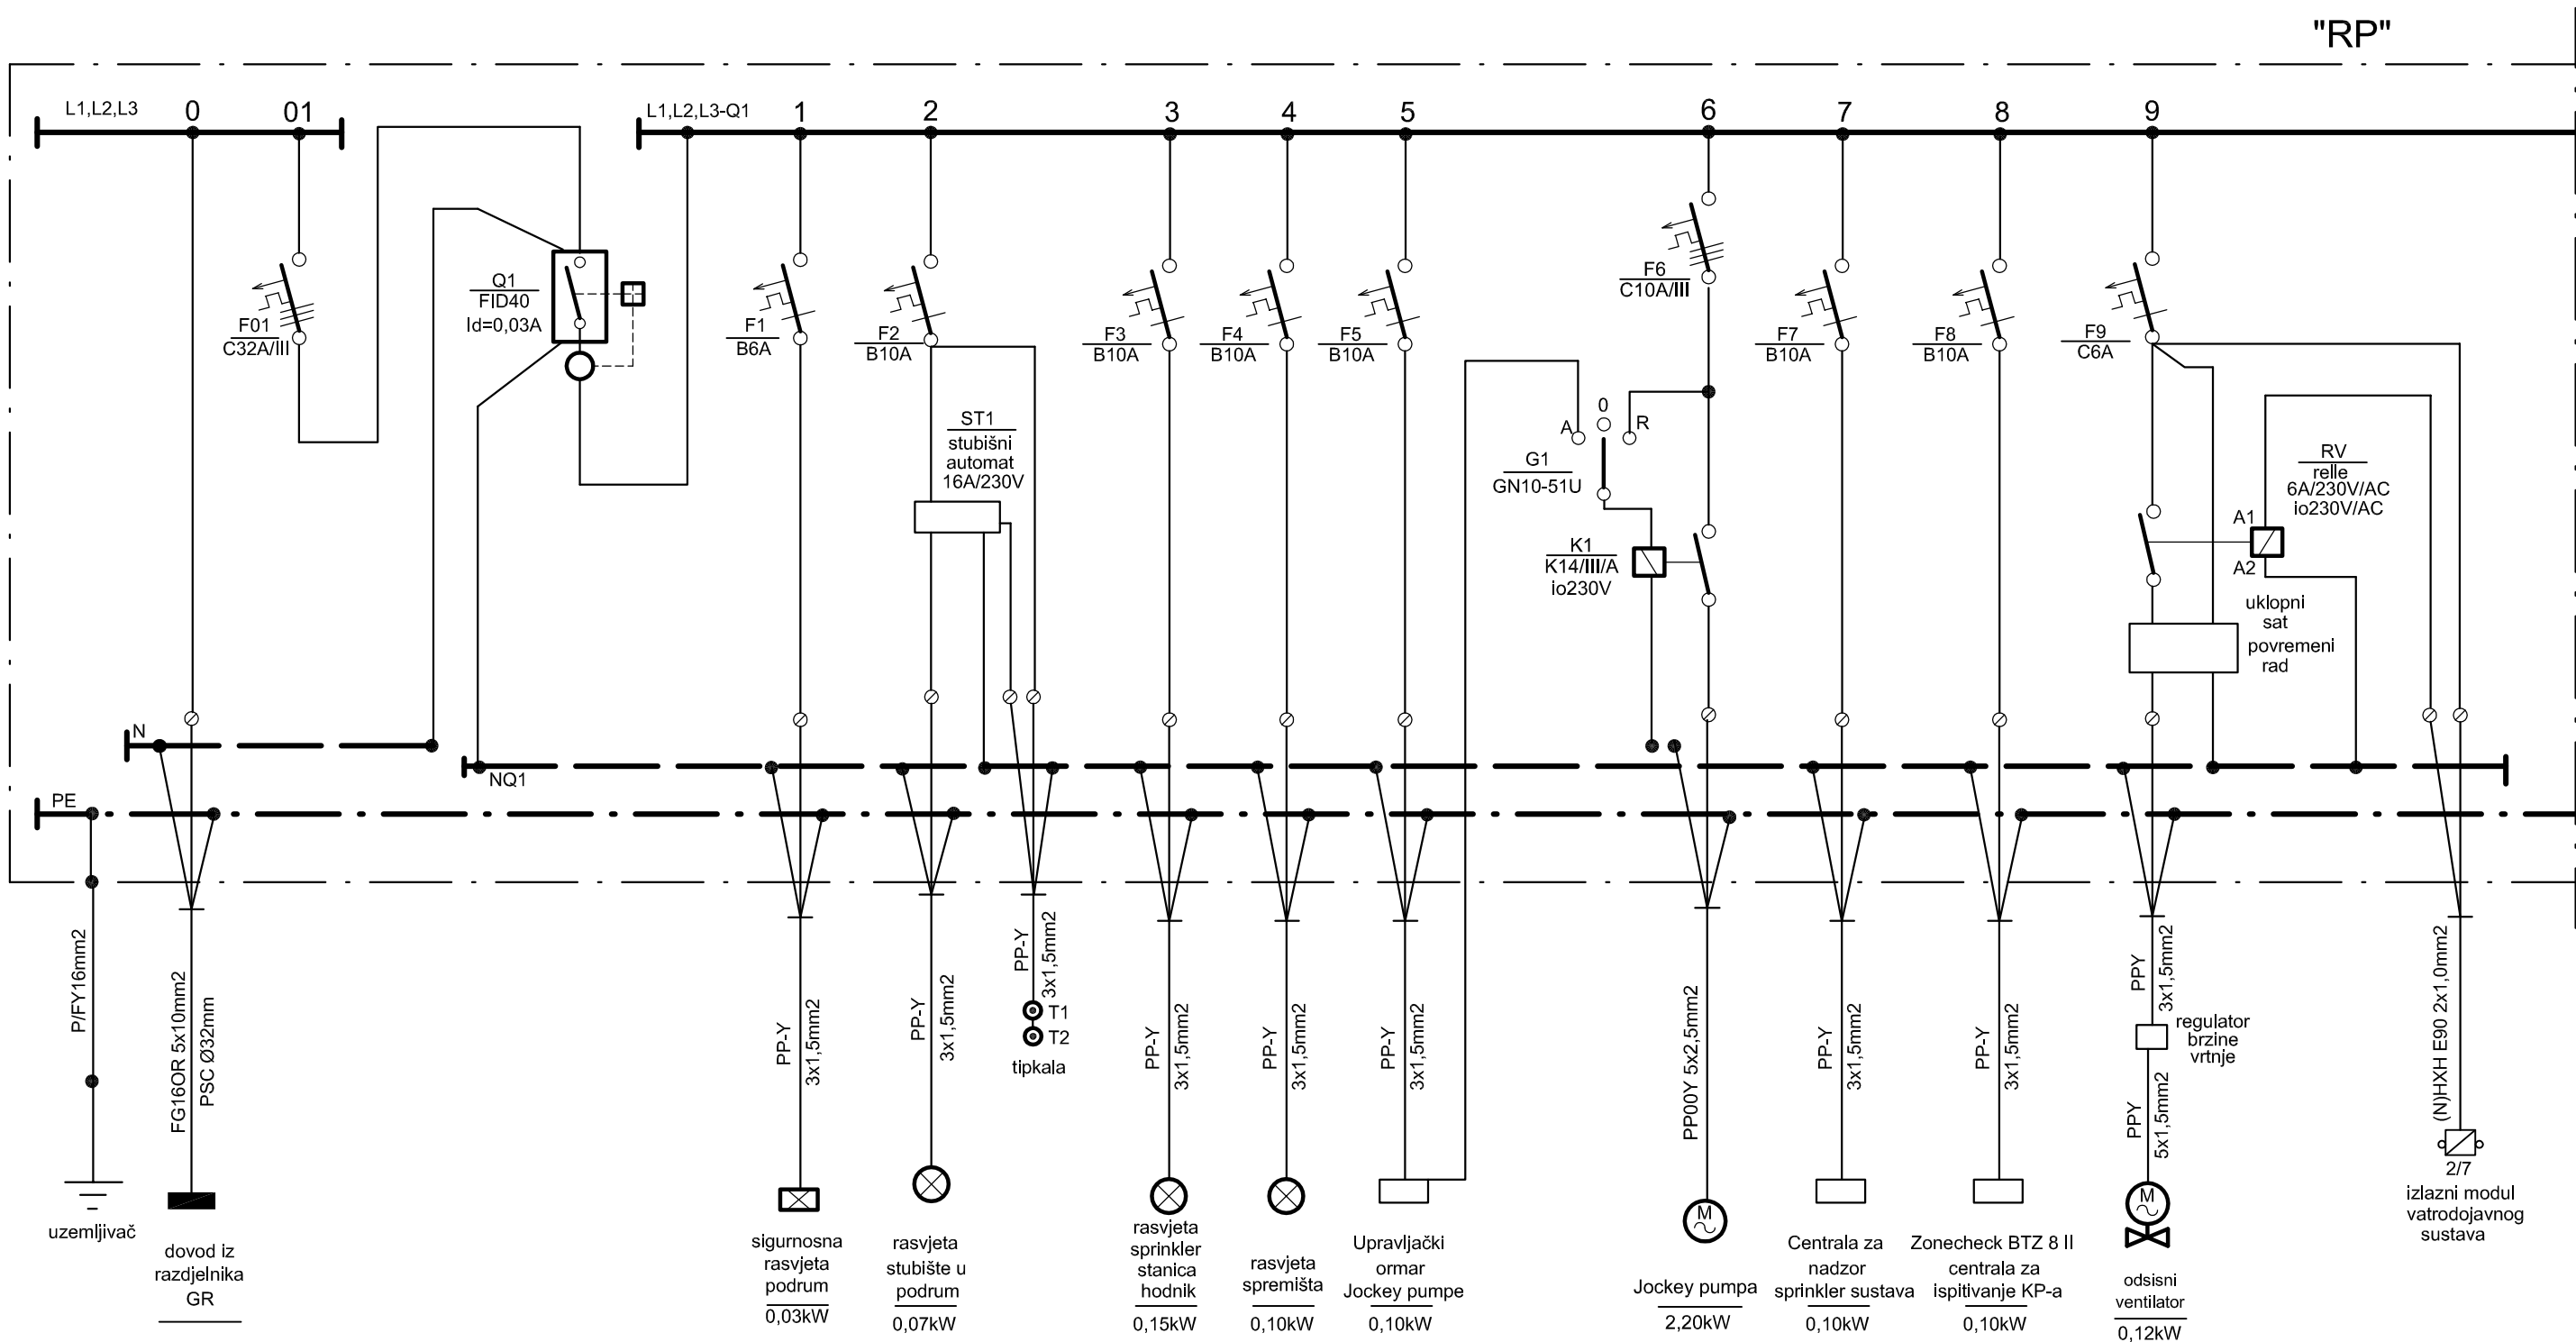 "RP"
L1,L2,L3
0
01
L1,L2,L3-Q1
1
2
3
4
5
6
7
8
9
F01
C32A/III
Q1
FID40
Id=0,03A
F1
B6A
F2
B10A
ST1
stubišni
automat
16A/230V
F3
B10A
F4
B10A
F5
B10A
F6
C10A/III
A
0
R
G1
GN10-51U
K1
K14/III/A
io230V
F7
B10A
F8
B10A
F9
C6A
RV
relle
6A/230V/AC
io230V/AC
A1
A2
uklopni
sat
povremeni
rad
N
NQ1
PE
P/FY16mm2
uzemljivač
FG16OR 5x10mm2
PSC Ø32mm
dovod iz
razdjelnika
GR
PP-Y
3x1,5mm2
sigurnosna
rasvjeta
podrum
0,03kW
PP-Y
3x1,5mm2
rasvjeta
stubište u
podrum
0,07kW
PP-Y
3x1,5mm2
T1
T2
tipkala
PP-Y
3x1,5mm2
rasvjeta
sprinkler
stanica
hodnik
0,15kW
PP-Y
3x1,5mm2
rasvjeta
spremišta
0,10kW
PP-Y
3x1,5mm2
Upravljački
ormar
Jockey pumpe
0,10kW
PP00Y 5x2,5mm2
M
Jockey pumpa
2,20kW
PP-Y
3x1,5mm2
Centrala za
nadzor
sprinkler sustava
0,10kW
PP-Y
3x1,5mm2
Zonecheck BTZ 8 II
centrala za
ispitivanje KP-a
0,10kW
PPY
3x1,5mm2
regulator
brzine
vrtnje
PPY
5x1,5mm2
M
odsisni
ventilator
0,12kW
(N)HXH E90 2x1,0mm2
2/7
izlazni modul
vatrodojavnog
sustava